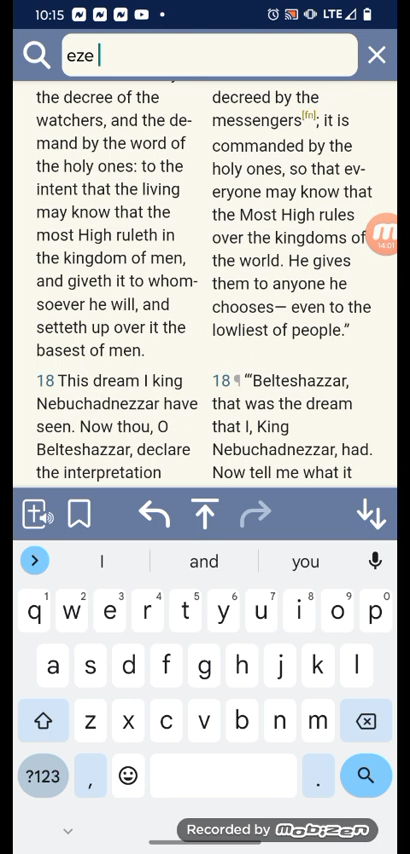 10:15
LTE
eze
the decree of the
watchers, and the de-
mand by the word of
the holy ones: to the
intent that the living
may know that the
most High ruleth in
the kingdom of men,
and giveth it to whom-
soever he will, and
setteth up over it the
basest of men.
18 This dream I king
Nebuchadnezzar have
seen. Now thou, O
Belteshazzar, declare
the interpretation
decreed by the
messengers[fn]; it is
commanded by the
holy ones, so that ev-
eryone may know that
the Most High rules
over the kingdoms of
the world. He gives
them to anyone he
chooses— even to the
lowliest of people.”
18 ¶ “‘Belteshazzar,
that was the dream
that I, King
Nebuchadnezzar, had.
Now tell me what it
14:01
I and you
1 2 3 4 5 6 7 8 9 0
q w e r t y u i o p
a s d f g h j k l
z x c v b n m
?123 , .
Recorded by mobizen